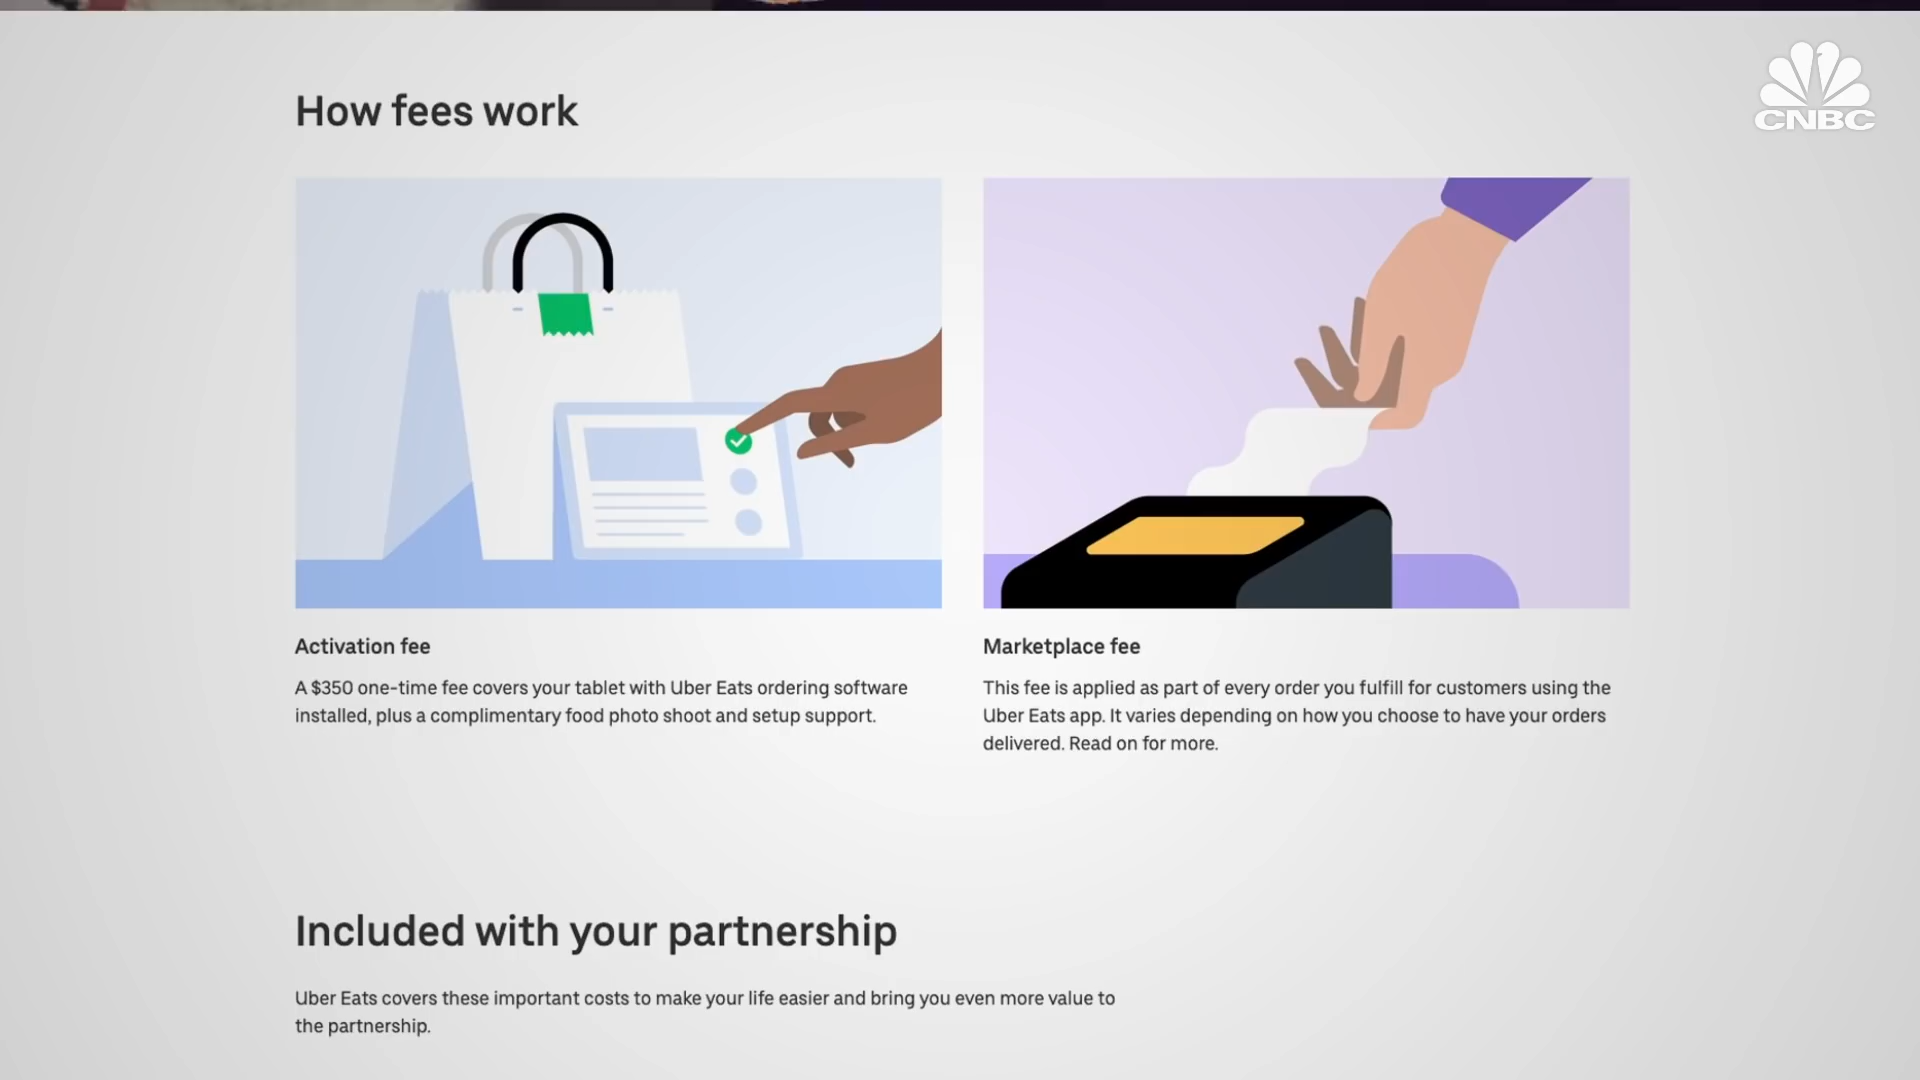 CNBC
How fees work
Activation fee
A $350 one-time fee covers your tablet with Uber Eats ordering software
installed, plus a complimentary food photo shoot and setup support.
Marketplace fee
This fee is applied as part of every order you fulfill for customers using the
Uber Eats app. It varies depending on how you choose to have your orders
delivered. Read on for more.
Included with your partnership
Uber Eats covers these important costs to make your life easier and bring you even more value to
the partnership.